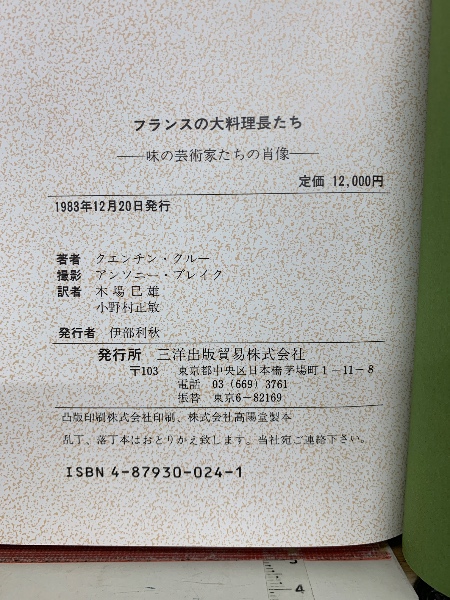 フランスの大料理長たち
――味の芸術家たちの肖像――
定価 12,000円
1983年12月20日発行
著者 クエンチン・クルー
撮影 アンソニー・ブレイク
訳者 木場巳雄
小野村正敏
発行者 伊部利秋
発行所 三洋出版貿易株式会社
〒103 東京都中央区日本橋茅場町1-11-8
電話 03(669)3761
振替 東京6-82169
凸版印刷株式会社印刷、株式会社高陽堂製本
乱丁、落丁本はおとりかえ致します。当社宛ご連絡下さい。
ISBN4-87930-024-1
4